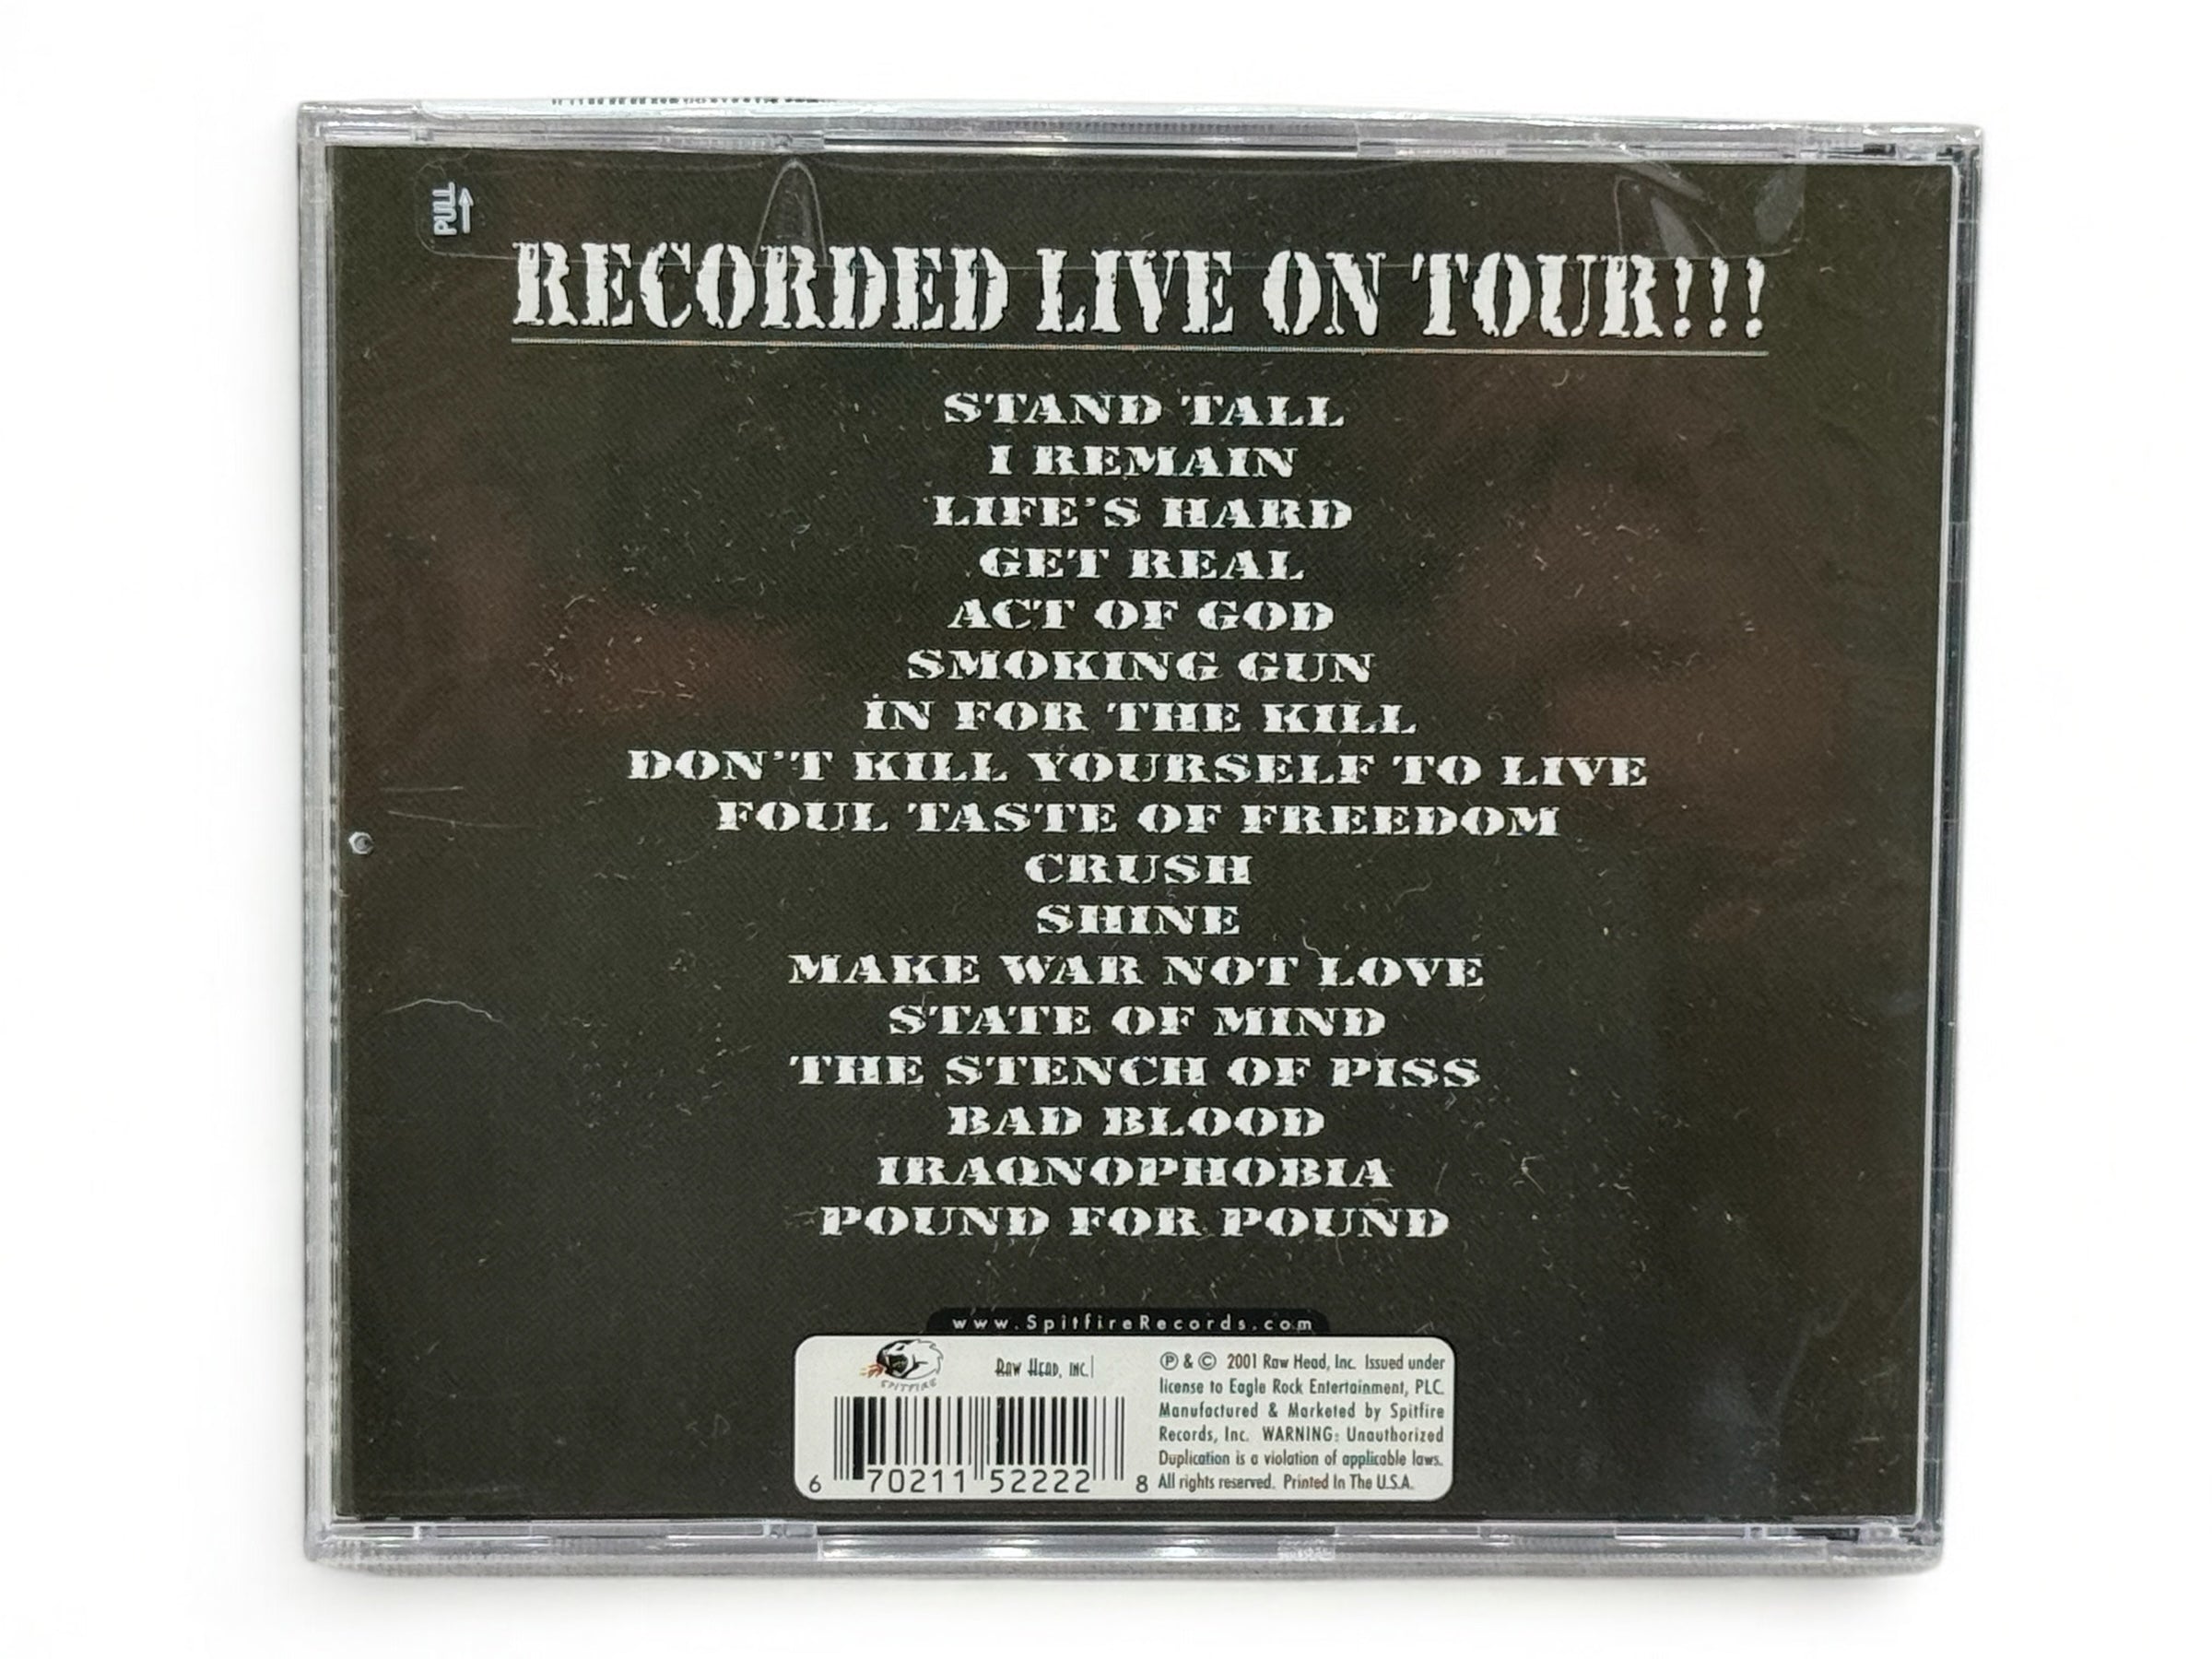 PULL
RECORDED LIVE ON TOUR!!!
STAND TALL
I REMAIN
LIFE'S HARD
GET REAL
ACT OF GOD
SMOKING GUN
IN FOR THE KILL
DON'T KILL YOURSELF TO LIVE
FOUL TASTE OF FREEDOM
CRUSH
SHINE
MAKE WAR NOT LOVE
STATE OF MIND
THE STENCH OF PISS
BAD BLOOD
IRAQNOPHOBIA
POUND FOR POUND
www.SpitfireRecords.com
SPITFIRE
RAW HEAD, INC.
Ⓟ & © 2001 Raw Head, Inc. Issued under
license to Eagle Rock Entertainment, PLC.
Manufactured & Marketed by Spitfire
Records, Inc. WARNING: Unauthorized
Duplication is a violation of applicable laws.
All rights reserved. Printed In The U.S.A.
6 70211 52222 8